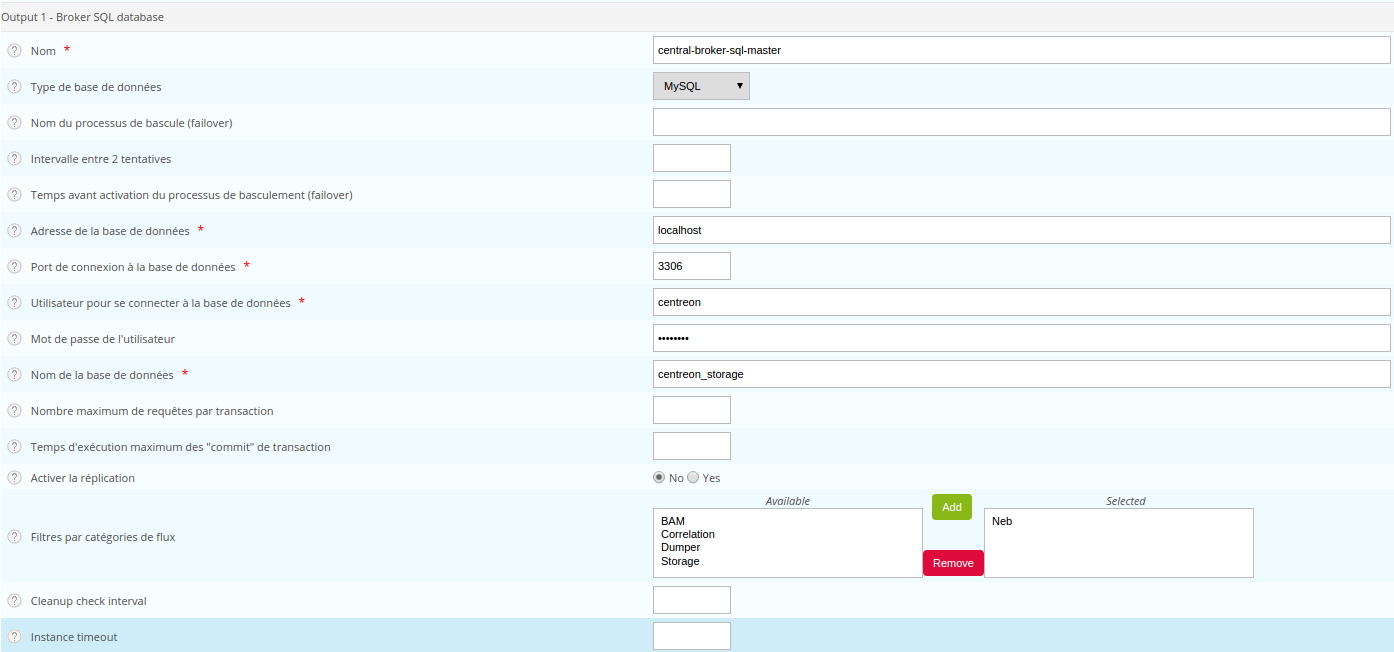 Output 1 - Broker SQL database
? Nom * central-broker-sql-master
? Type de base de données MySQL
? Nom du processus de bascule (failover)
? Intervalle entre 2 tentatives
? Temps avant activation du processus de basculement (failover)
? Adresse de la base de données * localhost
? Port de connexion à la base de données * 3306
? Utilisateur pour se connecter à la base de données * centreon
? Mot de passe de l'utilisateur ••••••••
? Nom de la base de données * centreon_storage
? Nombre maximum de requêtes par transaction
? Temps d'exécution maximum des "commit" de transaction
? Activer la réplication No Yes
? Filtres par catégories de flux
Available
BAM
Correlation
Dumper
Storage
Add
Remove
Selected
Neb
? Cleanup check interval
? Instance timeout